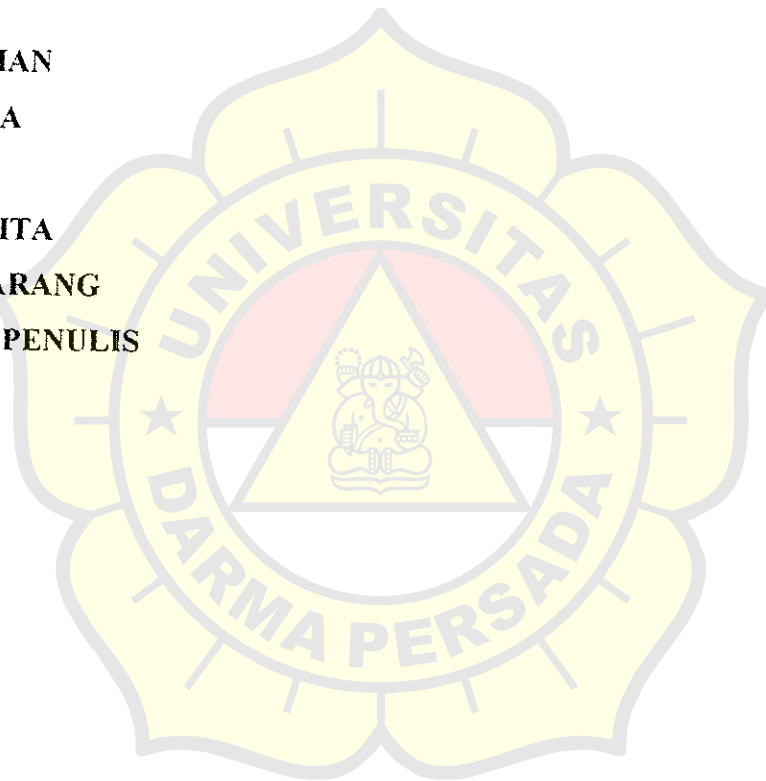 IAN
A
ITA
ARANG
PENULIS
UNIVERSITAS
DARMA PERSADA